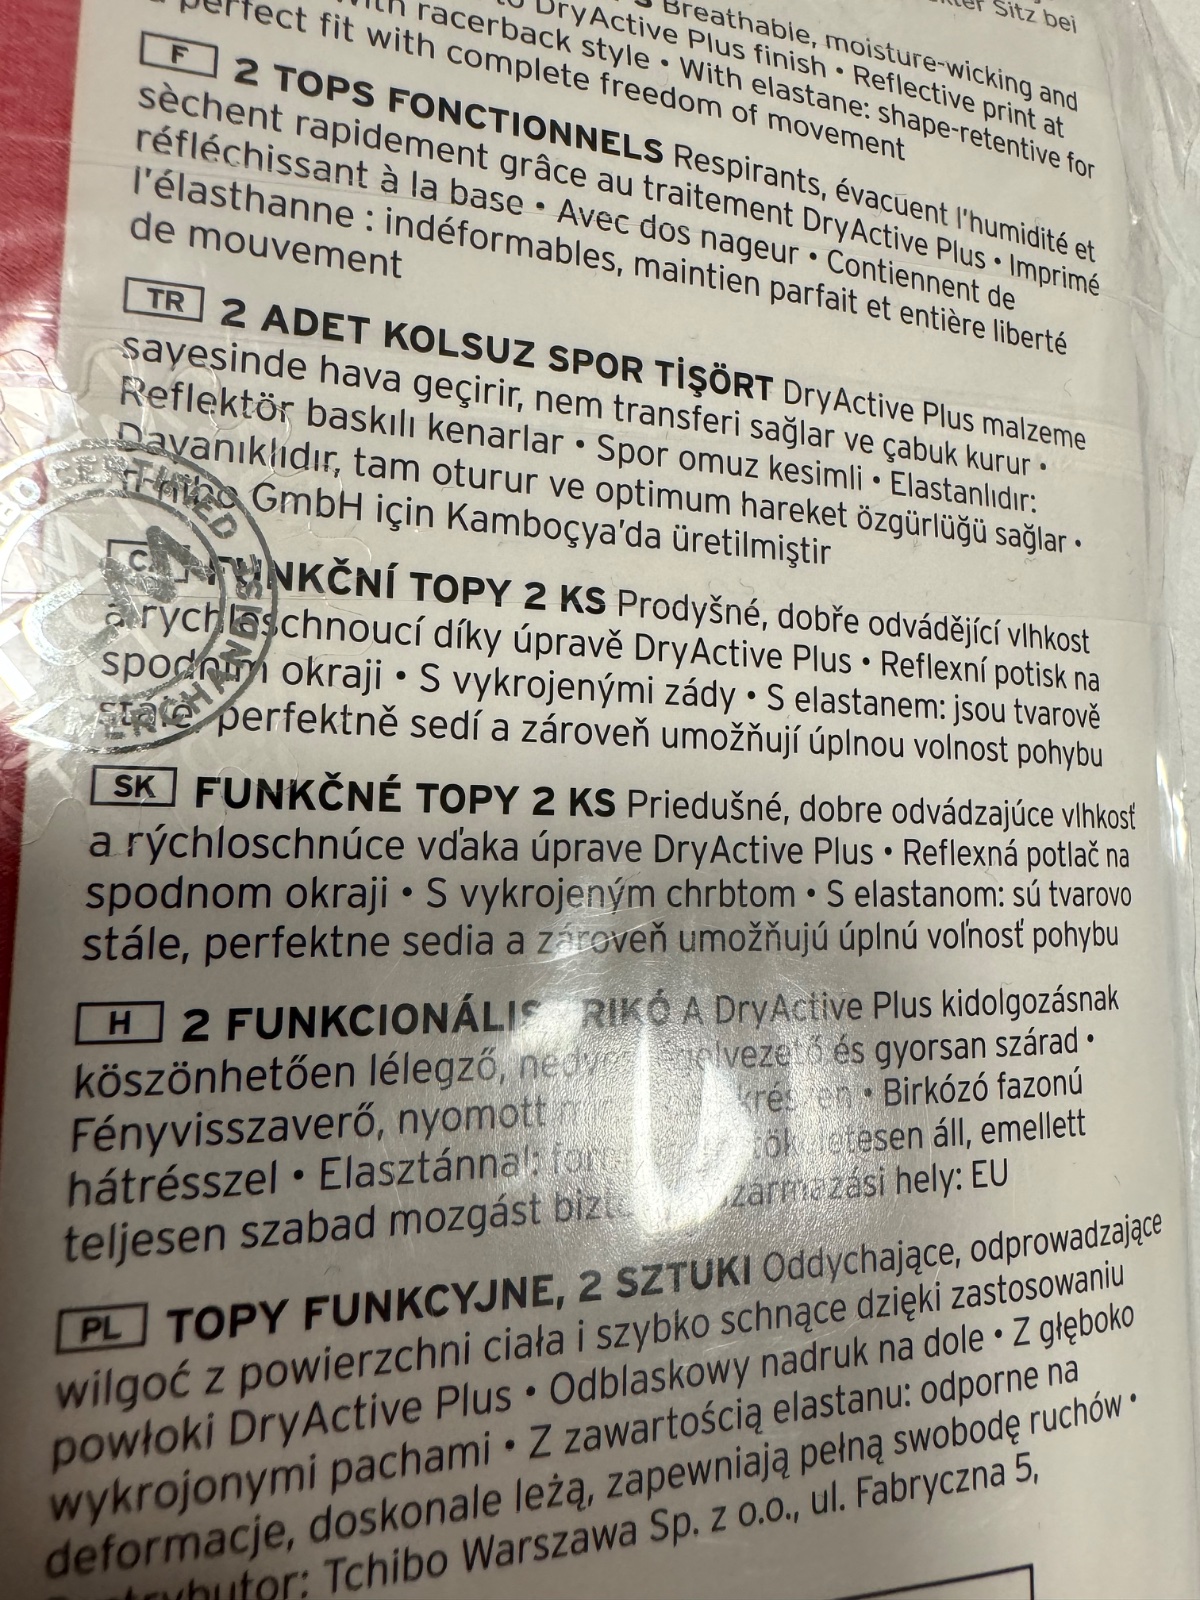 Sitz bei
Breathable, moisture-wicking and
DryActive Plus finish • Reflective print at
with racerback style • With elastane: shape-retentive for
perfect fit with complete freedom of movement
F 2 TOPS FONCTIONNELS Respirants, évacuent l'humidité et
sèchent rapidement grâce au traitement DryActive Plus • Imprimé
réfléchissant à la base • Avec dos nageur • Contiennent de
l'élasthanne : indéformables, maintien parfait et entière liberté
de mouvement
TR 2 ADET KOLSUZ SPOR TİŞÖRT DryActive Plus malzeme
sayesinde hava geçirir, nem transferi sağlar ve çabuk kurur •
Reflektör baskılı kenarlar • Spor omuz kesimli • Elastanlıdır:
Dayanıklıdır, tam oturur ve optimum hareket özgürlüğü sağlar •
GmbH için Kamboçya'da üretilmiştir
FUNKČNÍ TOPY 2 KS Prodyšné, dobře odvádějící vlhkost
a rychleschnoucí díky úpravě DryActive Plus • Reflexní potisk na
spodním okraji • S vykrojenými zády • S elastanem: jsou tvarově
stálé, perfektně sedí a zároveň umožňují úplnou volnost pohybu
CERTIFIED MERCHANDISE
SK FUNKČNÉ TOPY 2 KS Priedušné, dobre odvádzajúce vlhkosť
a rýchloschnúce vďaka úprave DryActive Plus • Reflexná potlač na
spodnom okraji • S vykrojeným chrbtom • S elastanom: sú tvarovo
stále, perfektne sedia a zároveň umožňujú úplnú voľnosť pohybu
H 2 FUNKCIONÁLIS TRIKÓ A DryActive Plus kidolgozásnak
köszönhetően lélegző, és gyorsan szárad •
Fényvisszaverő, nyomott • Birkózó fazonú
hátrésszel • Elasztánnal: tökéletesen áll, emellett
teljesen szabad mozgást származási hely: EU
PL TOPY FUNKCYJNE, 2 SZTUKI Oddychające, odprowadzające
wilgoć z powierzchni ciała i szybko schnące dzięki zastosowaniu
powłoki DryActive Plus • Odblaskowy nadruk na dole • Z głęboko
wykrojonymi pachami • Z zawartością elastanu: odporne na
deformacje, doskonale leżą, zapewniają pełną swobodę ruchów •
Tchibo Warszawa Sp. z o.o., ul. Fabryczna 5,